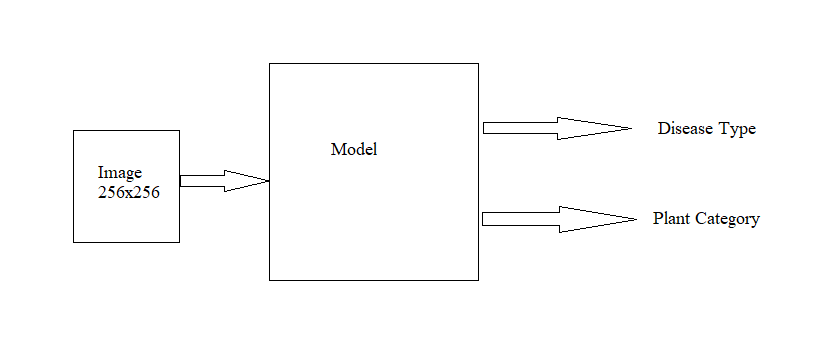 Image
256x256
Model
Disease Type
Plant Category